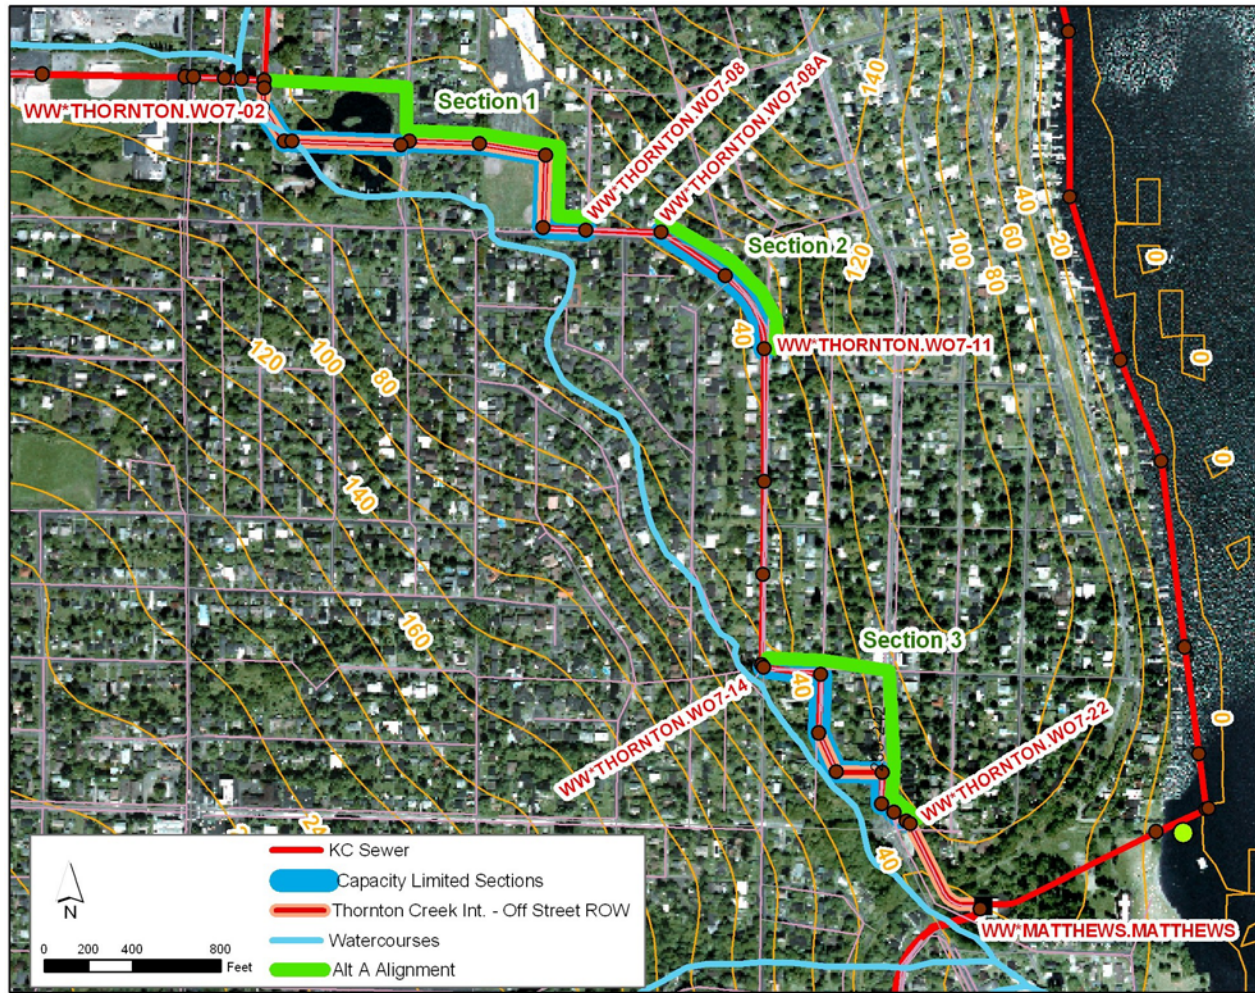 140
WW*THORNTON.WO7-08
WW*THORNTON.WO7-08A
Section 1
WW*THORNTON.WO7-02
40
60
20
100
80
120
Section 2
0
0
WW*THORNTON.WO7-11
40
120
100
80
0
140
160
Section 3
40
WW*THORNTON.WO7-14
WW*THORNTON.WO7-22
0
40
WW*MATTHEWS.MATTHEWS
KC Sewer
Capacity Limited Sections
Thornton Creek Int. - Off Street ROW
Watercourses
Alt A Alignment
N
0 200 400 800
Feet